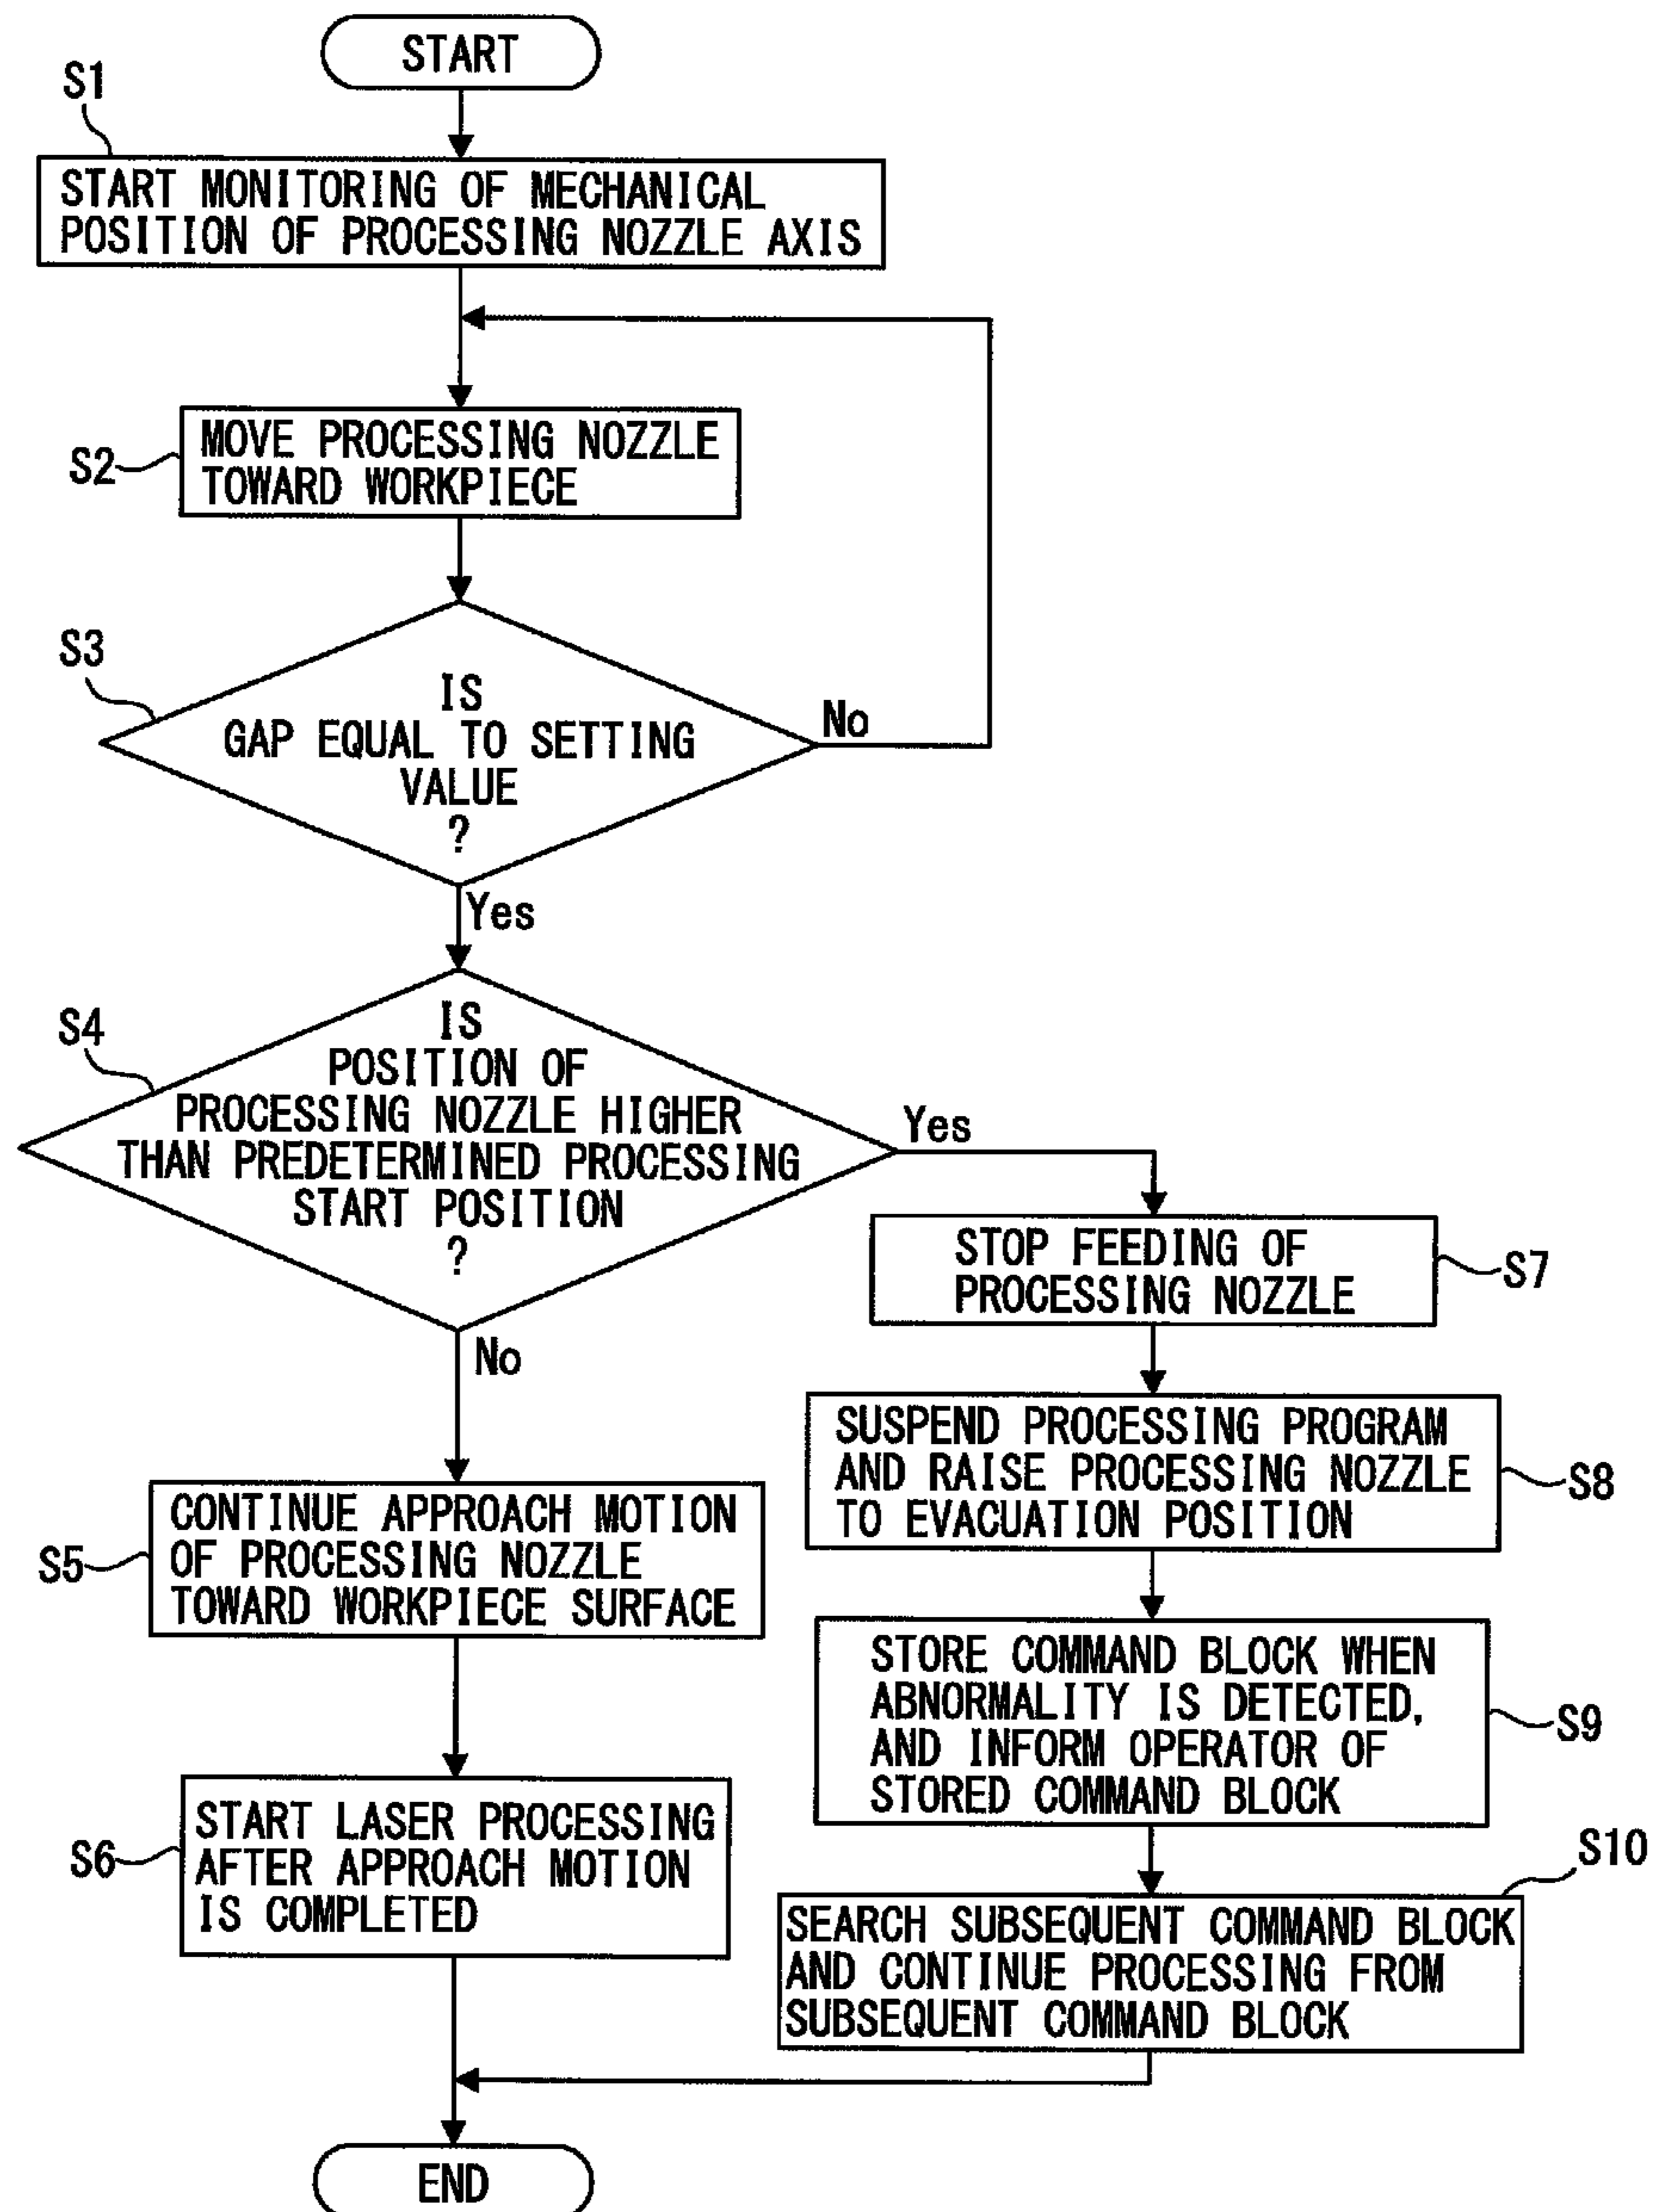 START
S1
START MONITORING OF MECHANICAL
POSITION OF PROCESSING NOZZLE AXIS
S2
MOVE PROCESSING NOZZLE
TOWARD WORKPIECE
S3
IS
GAP EQUAL TO SETTING
VALUE
?
No
Yes
S4
IS
POSITION OF
PROCESSING NOZZLE HIGHER
THAN PREDETERMINED PROCESSING
START POSITION
?
Yes
No
STOP FEEDING OF
PROCESSING NOZZLE
S7
SUSPEND PROCESSING PROGRAM
AND RAISE PROCESSING NOZZLE
TO EVACUATION POSITION
S8
S5
CONTINUE APPROACH MOTION
OF PROCESSING NOZZLE
TOWARD WORKPIECE SURFACE
STORE COMMAND BLOCK WHEN
ABNORMALITY IS DETECTED,
AND INFORM OPERATOR OF
STORED COMMAND BLOCK
S9
S6
START LASER PROCESSING
AFTER APPROACH MOTION
IS COMPLETED
S10
SEARCH SUBSEQUENT COMMAND BLOCK
AND CONTINUE PROCESSING FROM
SUBSEQUENT COMMAND BLOCK
END